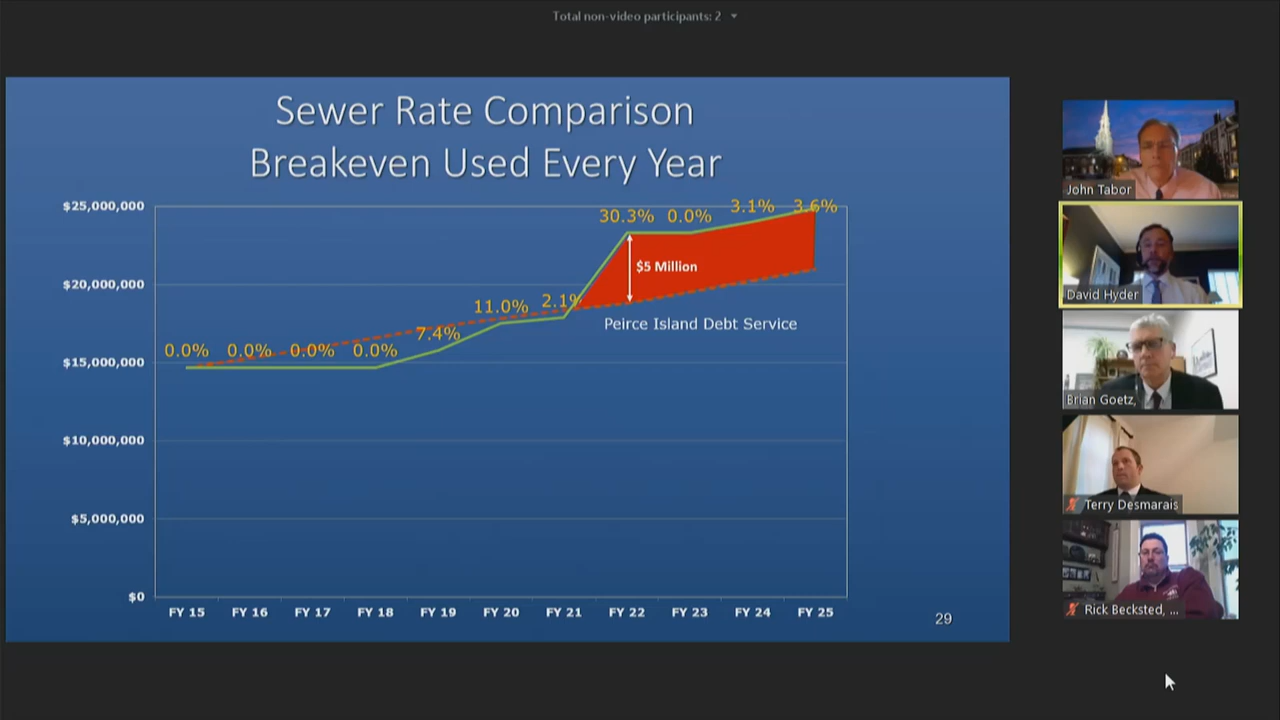 Total non-video participants: 2
Sewer Rate Comparison
Breakeven Used Every Year
$25,000,000
$20,000,000
$15,000,000
$10,000,000
$5,000,000
$0
0.0%
0.0%
0.0%
0.0%
7.4%
11.0%
2.1%
30.3%
0.0%
3.1%
3.6%
$5 Million
Peirce Island Debt Service
FY 15
FY 16
FY 17
FY 18
FY 19
FY 20
FY 21
FY 22
FY 23
FY 24
FY 25
29
John Tabor
David Hyder
Brian Goetz,
Terry Desmarais
Rick Becksted, ...